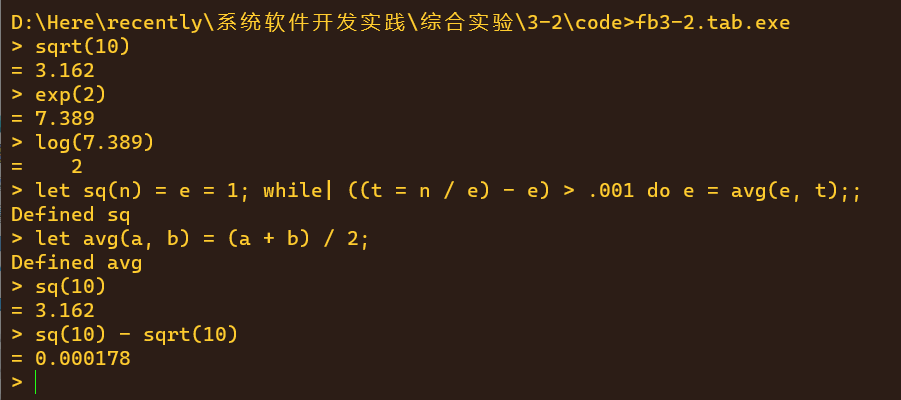 D:\Here\recently\系统软件开发实践\综合实验\3-2\code>fb3-2.tab.exe
> sqrt(10)
= 3.162
> exp(2)
= 7.389
> log(7.389)
=    2
> let sq(n) = e = 1; while| ((t = n / e) - e) > .001 do e = avg(e, t);;
Defined sq
> let avg(a, b) = (a + b) / 2;
Defined avg
> sq(10)
= 3.162
> sq(10) - sqrt(10)
= 0.000178
>